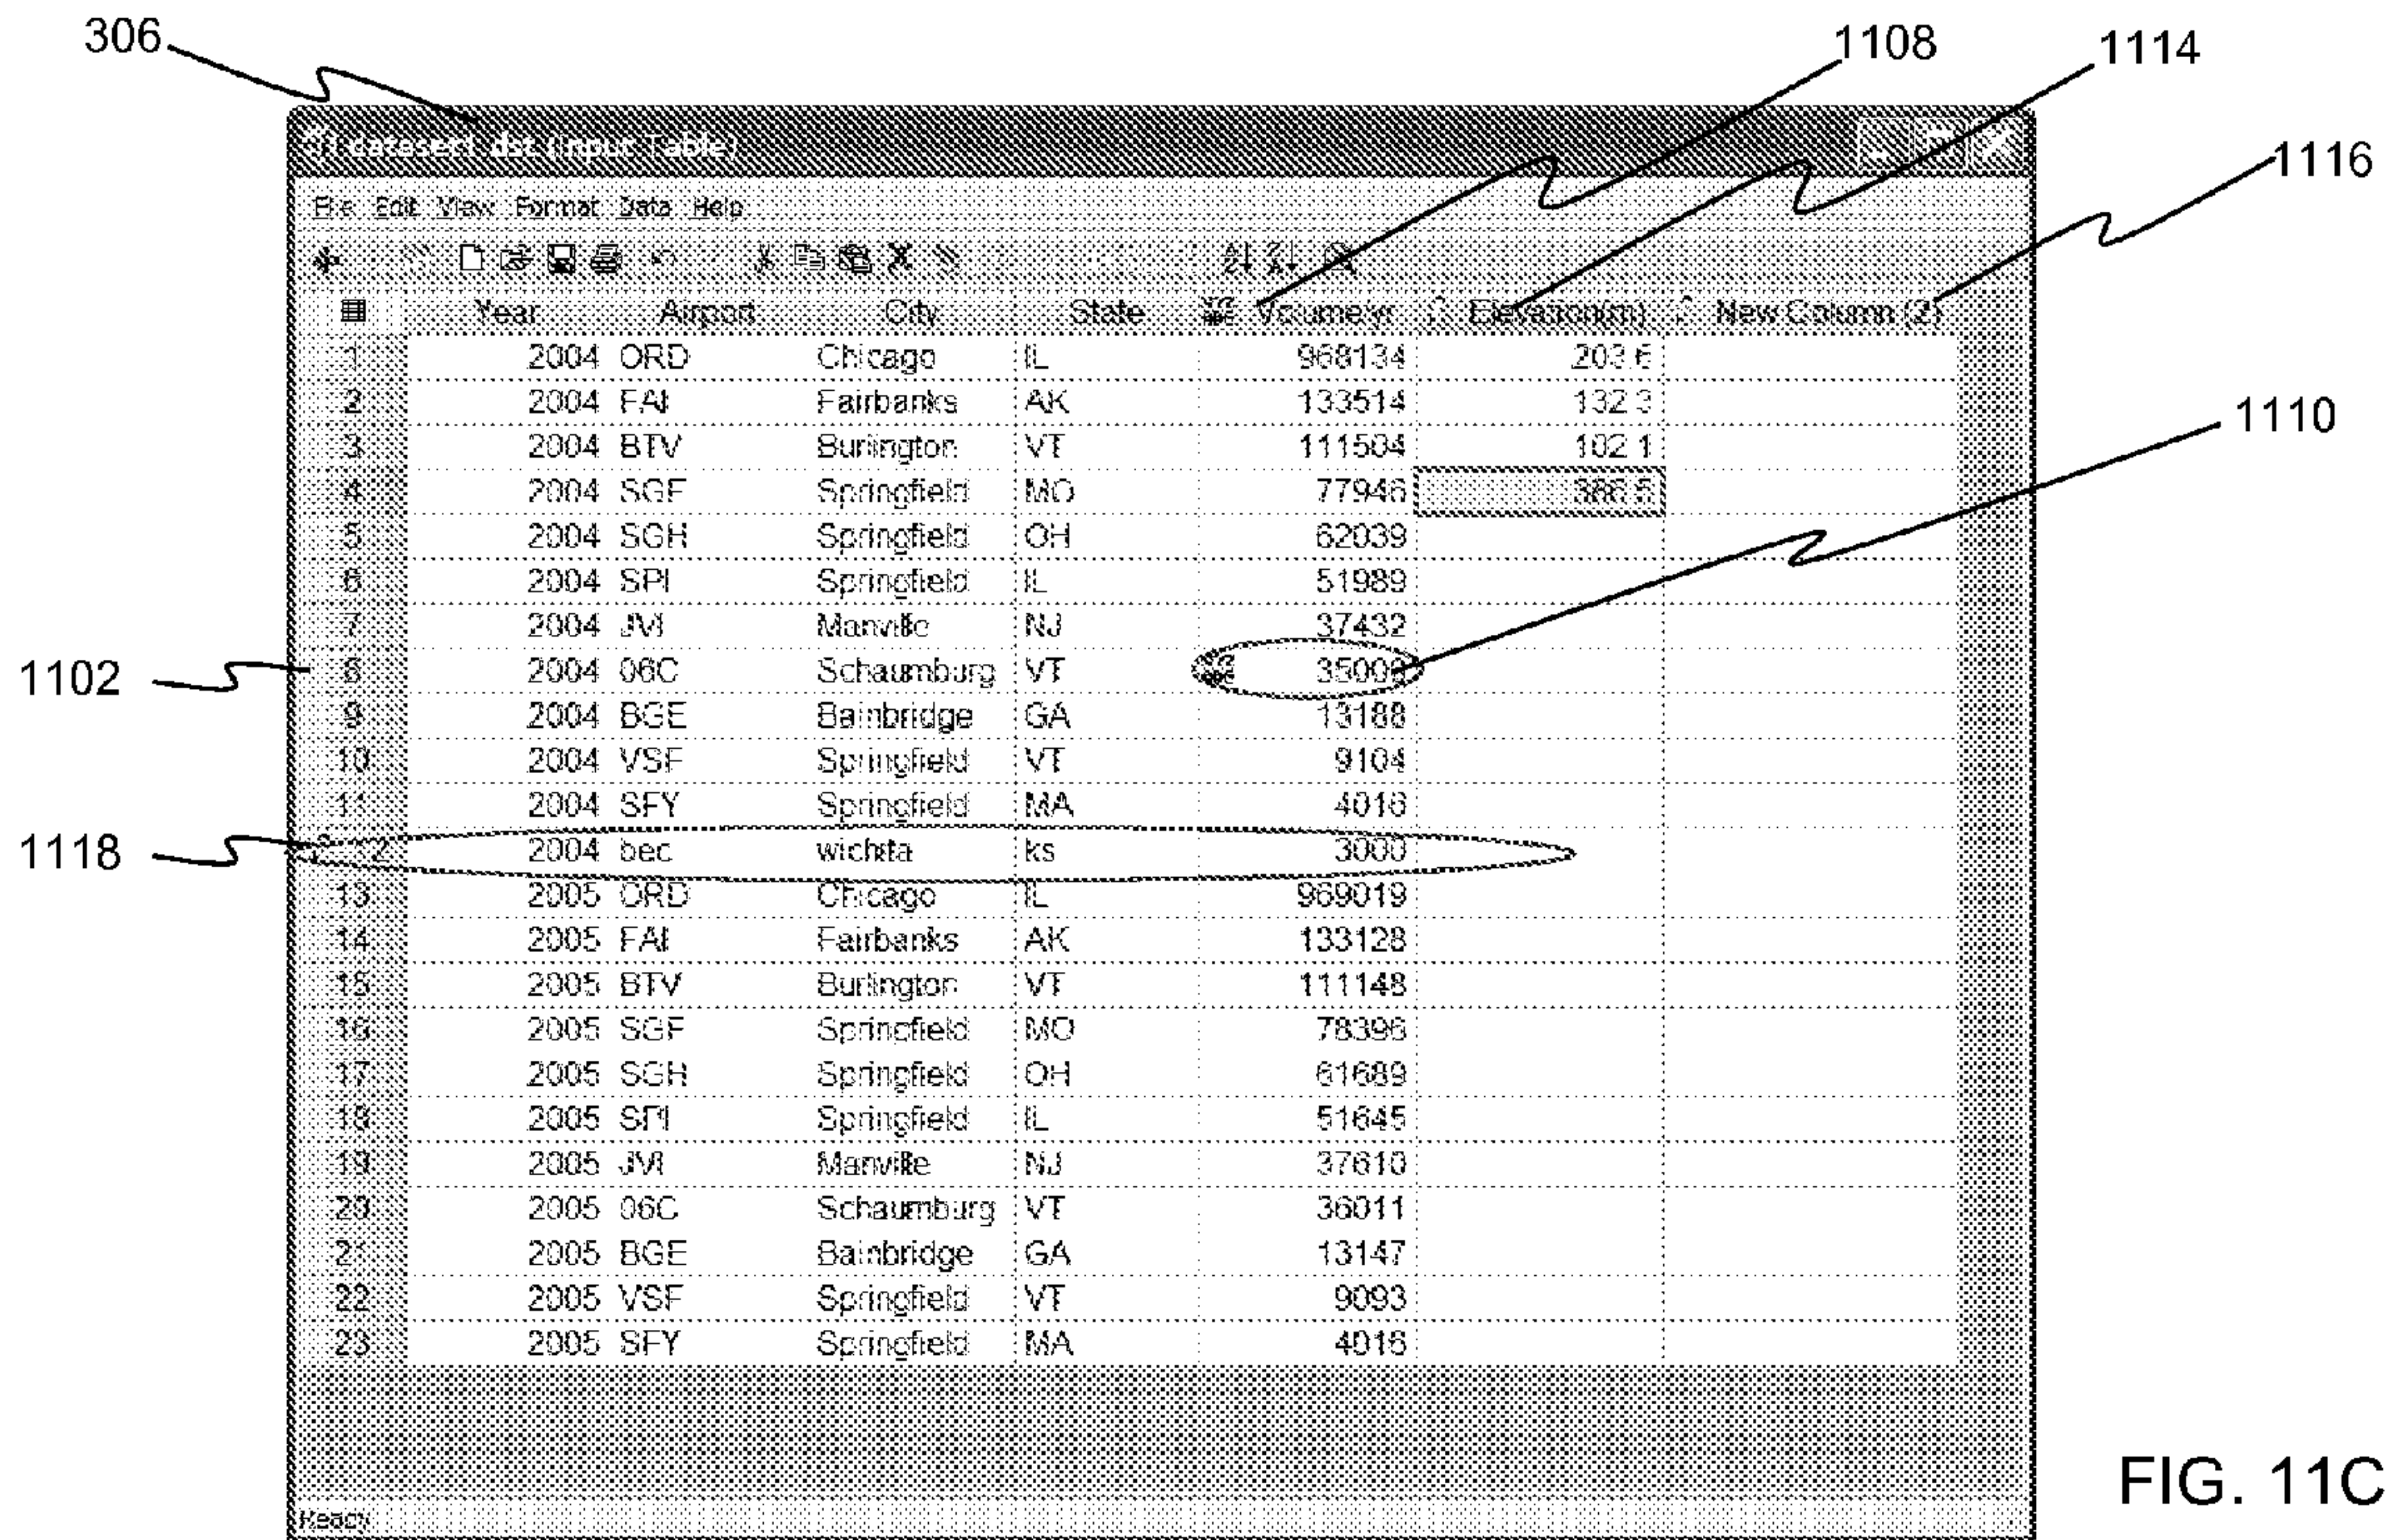 306
1108
1114
1116
(Input Table)
File Edit View Format Data Help
Year Airport City State Volume/yr Elevation(m) New Column (2)
1 2004 ORD Chicago IL 968134 203.6
2 2004 FAI Fairbanks AK 133514 132.3
3 2004 BTV Burlington VT 111504 102.1
4 2004 SGF Springfield MO 77946 386.5
5 2004 SGH Springfield OH 62039
6 2004 SPI Springfield IL 51989
7 2004 JVI Manville NJ 37432
1110
1102
8 2004 06C Schaumburg VT 35009
9 2004 BGE Bainbridge GA 13188
10 2004 VSF Springfield VT 9104
11 2004 SFY Springfield MA 4016
1118
2004 bec wichita ks 3000
13 2005 ORD Chicago IL 969019
14 2005 FAI Fairbanks AK 133128
15 2005 BTV Burlington VT 111148
16 2005 SGF Springfield MO 78396
17 2005 SGH Springfield OH 61689
18 2005 SPI Springfield IL 51645
19 2005 JVI Manville NJ 37610
20 2005 06C Schaumburg VT 36011
21 2005 BGE Bainbridge GA 13147
22 2005 VSF Springfield VT 9093
23 2005 SFY Springfield MA 4016
Ready
FIG. 11C